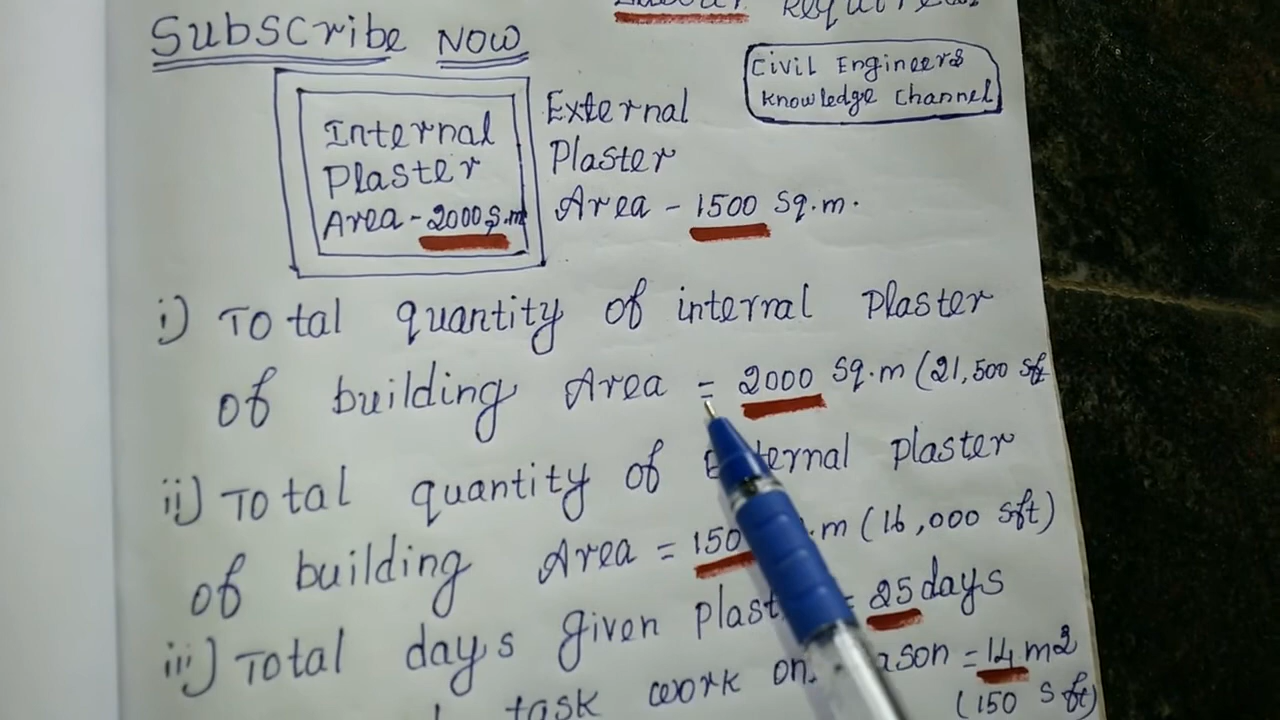 Required
Subscribe Now
Civil Engineers
Knowledge Channel
Internal
Plaster
Area - 2000 S.m
External
Plaster
Area - 1500 Sq.m.
i) Total quantity of internal Plaster
of building Area = 2000 Sq.m (21,500 Sft
ii) Total quantity of External plaster
of building Area = 150 .m (16,000 Sft)
iii) Total days given plast = 25 days
task work on. ason = 14 m2
(150 Sft)